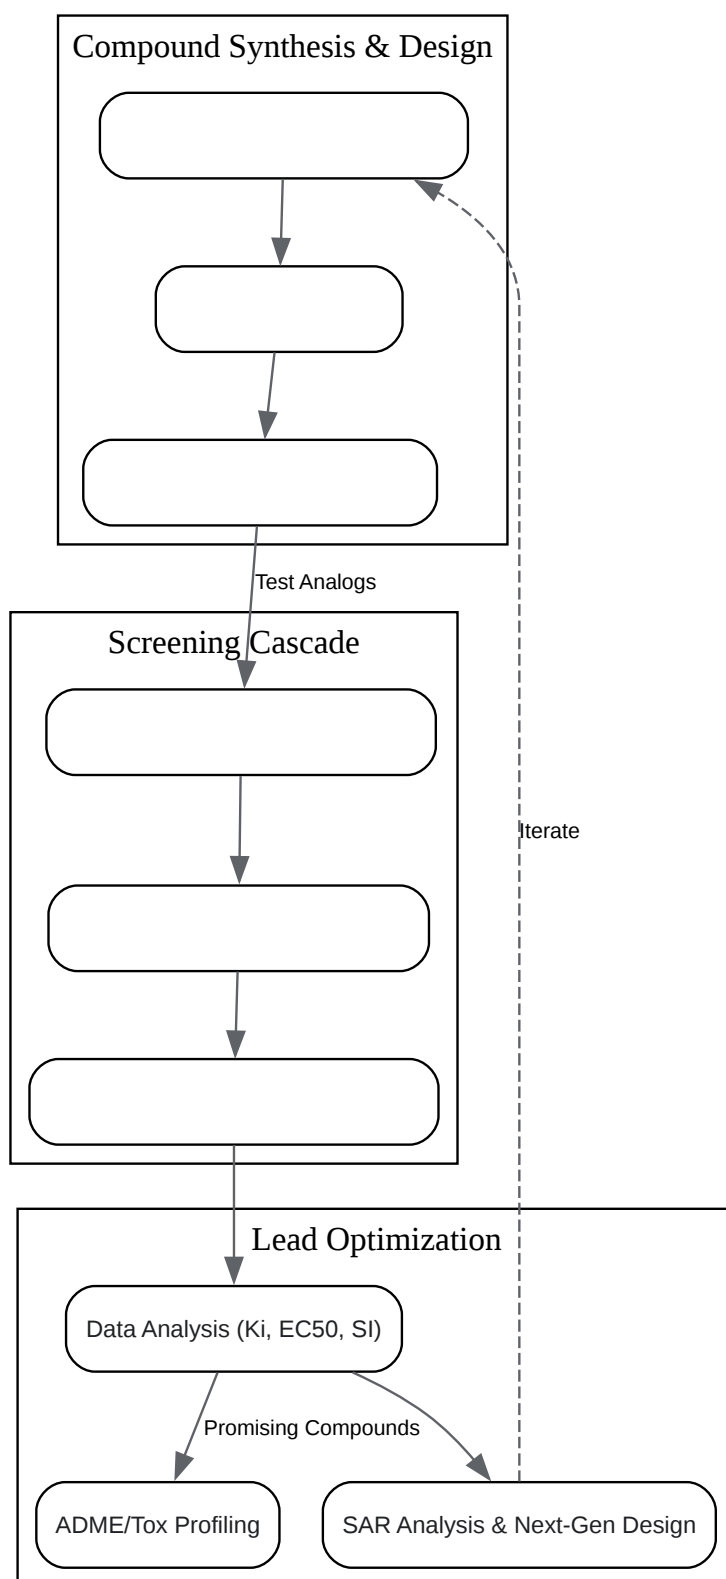 Compound Synthesis & Design
Test Analogs
Screening Cascade
Iterate
Lead Optimization
Data Analysis (Ki, EC50, SI)
Promising Compounds
ADME/Tox Profiling
SAR Analysis & Next-Gen Design